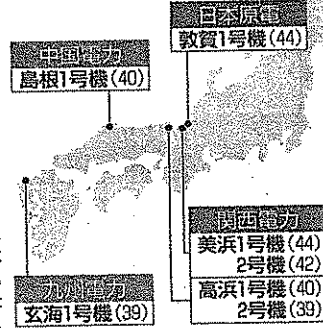 日本原電
敦賀1号機(44)
中国電力
島根1号機(40)
関西電力
美浜1号機(44)
2号機(42)
高浜1号機(40)
2号機(39)
九州電力
玄海1号機(39)